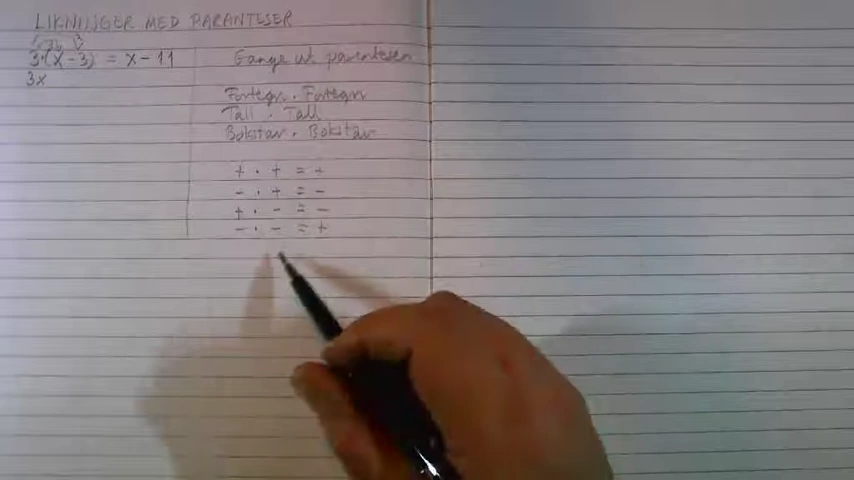 LIKNINGER MED PARANTESER
3·(x-3) = x-11
3x
Gange ut parentesen
Fortegn · Fortegn
Tall · Tall
Bokstav · Bokstav
+ · + = +
- · + = -
+ · - = -
- · - = +